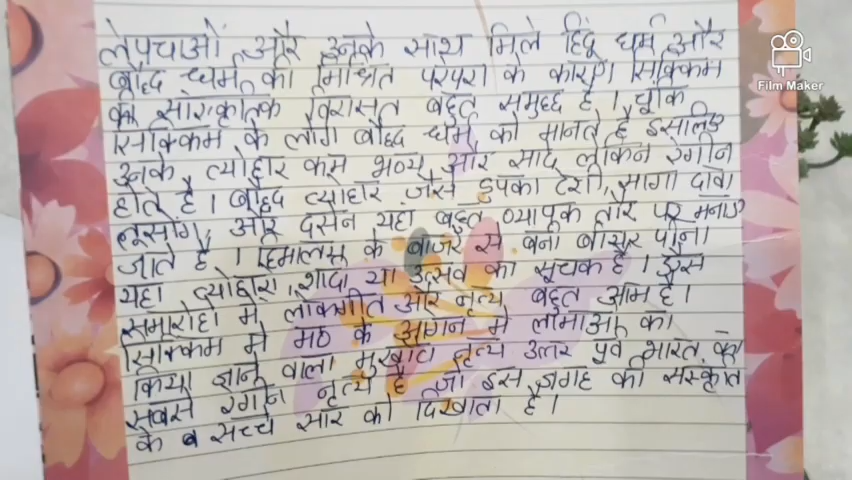 लेपचाओं और उनके साथ मिले हिंदू धर्म और
बौद्द धर्म की मिश्रित परंपरा के कारण सिक्किम
की सांस्कृतिक विरासत बहुत समृद्द है। चूंकि
सिक्किम के लोग बौद्द धर्म को मानते है इसलिए
उनके त्योहार कम भव्य और सादे लेकिन रंगीन
होते है। बौद्द त्योहार जैसे डुपका टेशी, सागा दावा
लूसांग, और दसेन यहा बहुत व्यापक तौर पर मनाए
जाते है। हिमालय के बाजरे से बनी बीयर पीना
यहा त्योहारों, शादी या उत्सव का सूचक है। इस
समारोहों में लोकगीत और नृत्य बहुत आम है।
सिक्किम में मठ के आंगन में लामाओं का
किया जाने वाला मुखौटा नृत्य उत्तर पूर्व भारत का
सबसे रंगीन नृत्य है जो इस जगह की संस्कृति
के सच्चे सार को दिखाता है।
Film Maker